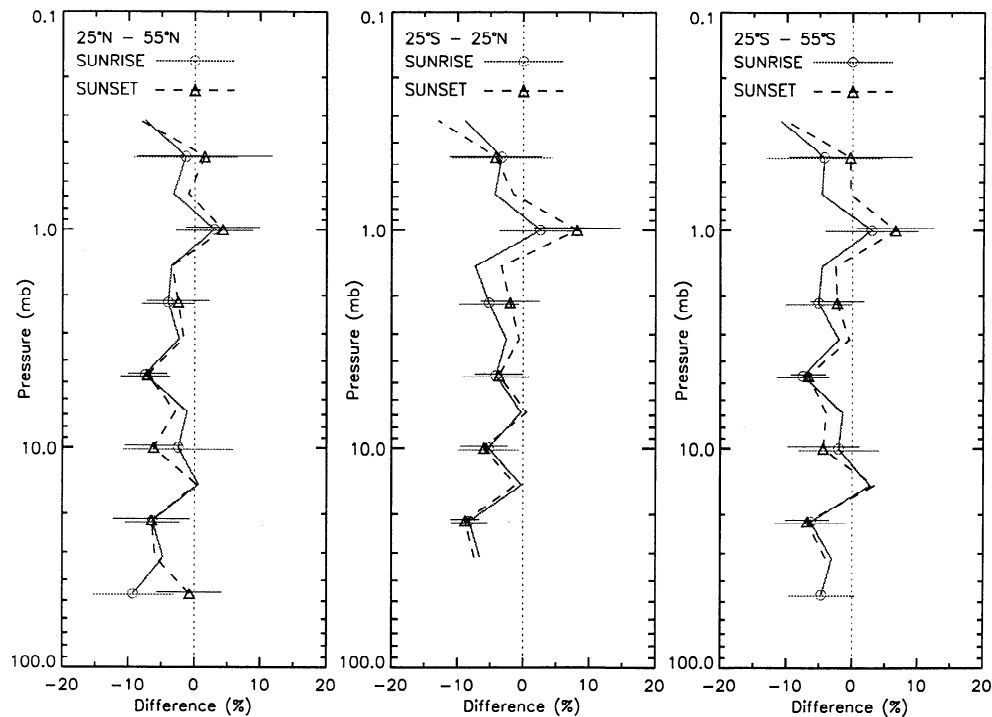 0.1
25°N – 55°N
SUNRISE
SUNSET
1.0
10.0
100.0
Pressure (mb)
−20 −10 0 10 20
Difference (%)
0.1
25°S – 25°N
SUNRISE
SUNSET
1.0
10.0
100.0
Pressure (mb)
−20 −10 0 10 20
Difference (%)
0.1
25°S – 55°S
SUNRISE
SUNSET
1.0
10.0
100.0
Pressure (mb)
−20 −10 0 10 20
Difference (%)